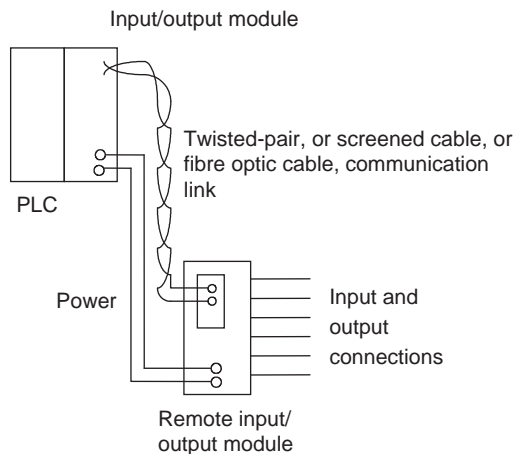 Input/output module
Twisted-pair, or screened cable, or
fibre optic cable, communication
link
PLC
Power
Input and
output
connections
Remote input/
output module